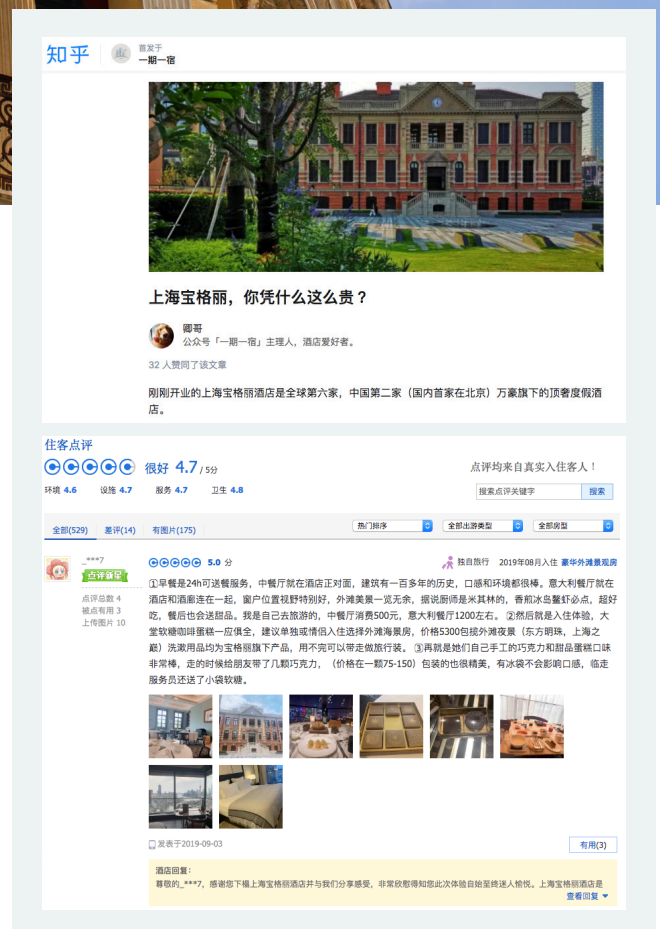 知乎
首发于
一期一宿
上海宝格丽，你凭什么这么贵？
卿哥
公众号「一期一宿」主理人，酒店爱好者。
32 人赞同了该文章
刚刚开业的上海宝格丽酒店是全球第六家，中国第二家（国内首家在北京）万豪旗下的顶奢度假酒
店。
住客点评
很好 4.7 / 5分
点评均来自真实入住客人！
环境 4.6 设施 4.7 服务 4.7 卫生 4.8
搜索点评关键字 搜索
全部(529) 差评(14) 有图片(175) 热门排序 全部出游类型 全部房型
_***7
点评新星
点评总数 4
被点有用 3
上传图片 10
5.0 分 独自旅行 2019年08月入住 豪华外滩景观房
①早餐是24h可送餐服务，中餐厅就在酒店正对面，建筑有一百多年的历史，口感和环境都很棒。意大利餐厅就在
酒店和酒廊连在一起，窗户位置视野特别好，外滩美景一览无余，据说厨师是米其林的，香煎冰岛鳌虾必点，超好
吃，餐后也会送甜品。我是自己去旅游的，中餐厅消费500元，意大利餐厅1200左右。 ②然后就是入住体验，大
堂软糖咖啡蛋糕一应俱全，建议单独或情侣入住选择外滩海景房，价格5300包揽外滩夜景（东方明珠，上海之
巅）洗漱用品均为宝格丽旗下产品，用不完可以带走做旅行装。 ③再就是她们自己手工的巧克力和甜品蛋糕口味
非常棒，走的时候给朋友带了几颗巧克力，（价格在一颗75-150）包装的也很精美，有冰袋不会影响口感，临走
服务员还送了小袋软糖。
发表于2019-09-03
有用(3)
酒店回复：
尊敬的_***7，感谢您下榻上海宝格丽酒店并与我们分享感受，非常欣慰得知您此次体验自始至终迷人愉悦。上海宝格丽酒店是
查看回复